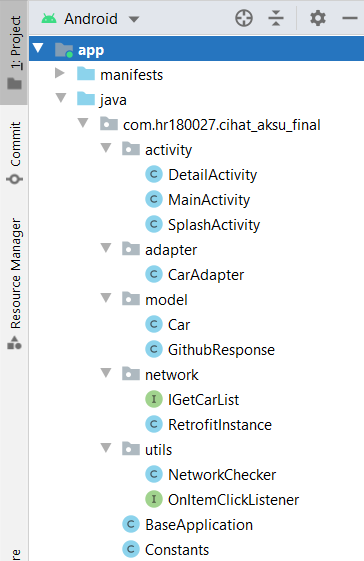 Android
1: Project
Commit
Resource Manager
re
app
manifests
java
com.hr180027.cihat_aksu_final
activity
C DetailActivity
C MainActivity
C SplashActivity
adapter
C CarAdapter
model
C Car
C GithubResponse
network
I IGetCarList
C RetrofitInstance
utils
C NetworkChecker
I OnItemClickListener
C BaseApplication
C Constants